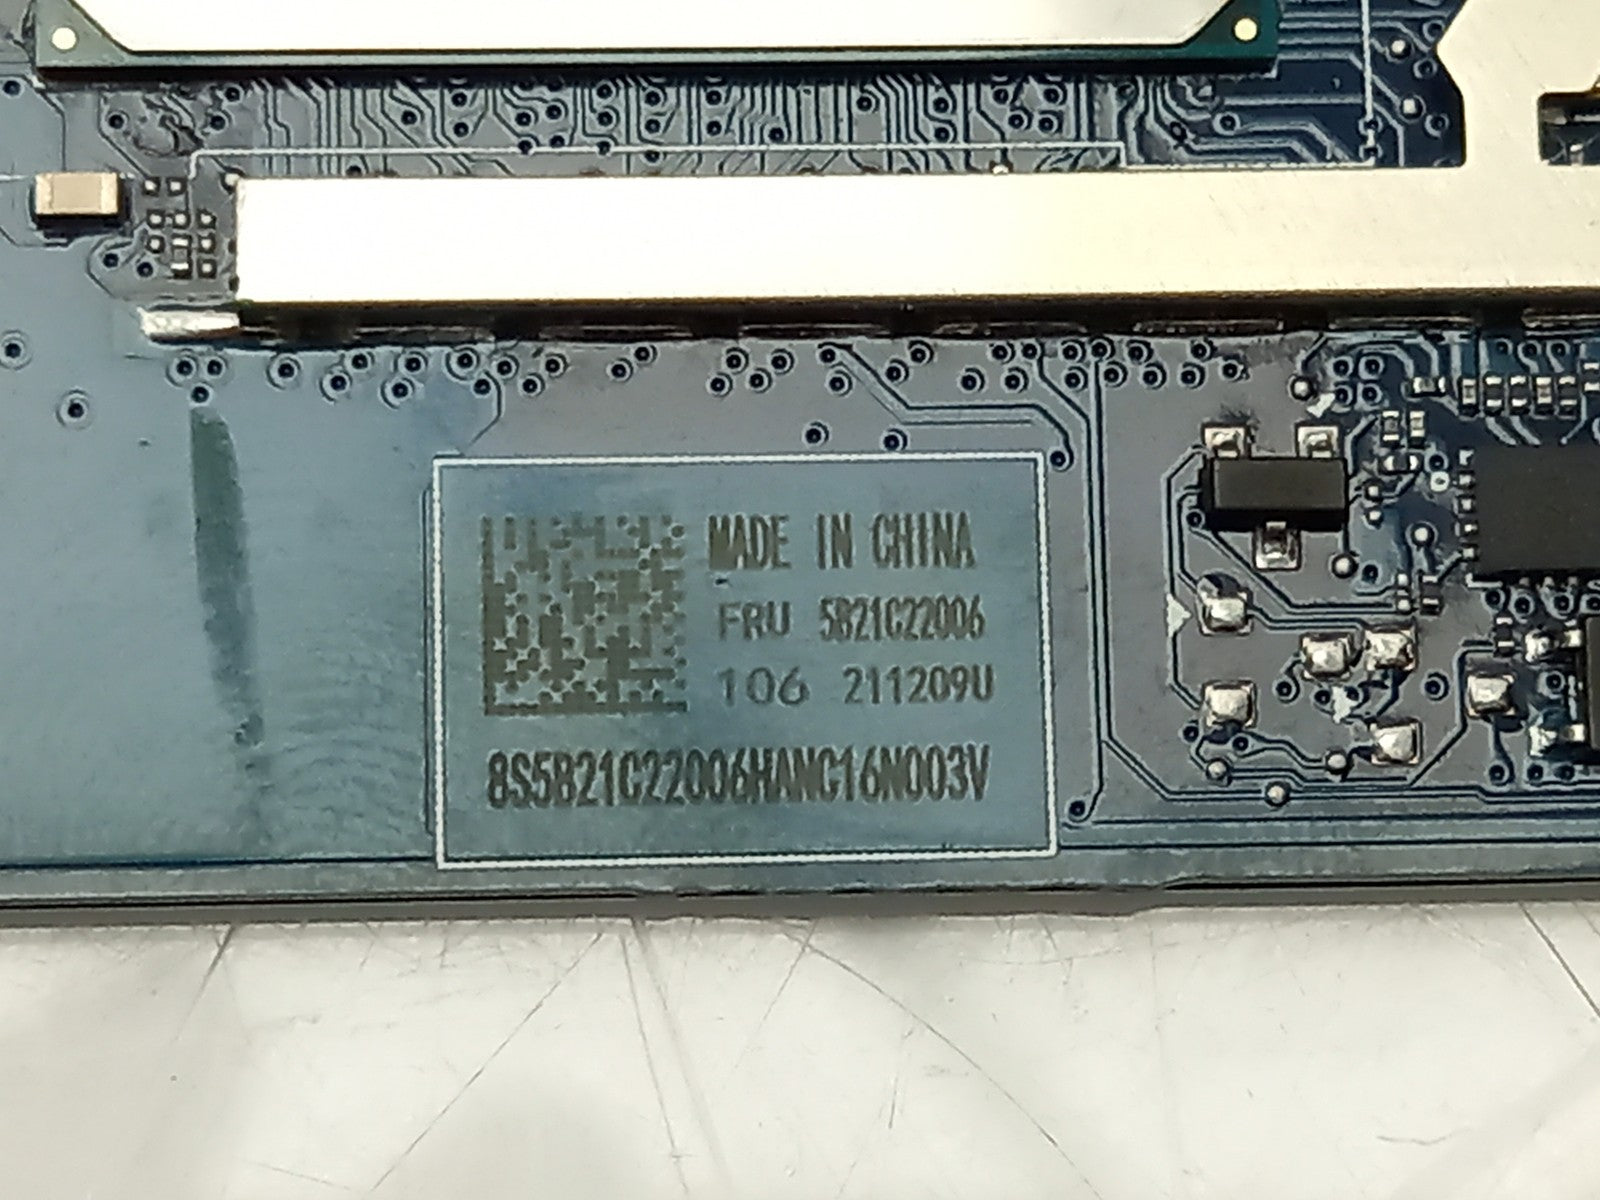 MADE IN CHINA
FRU 5B21C22006
106 211209U
8S5B21C22006HANC16N003V